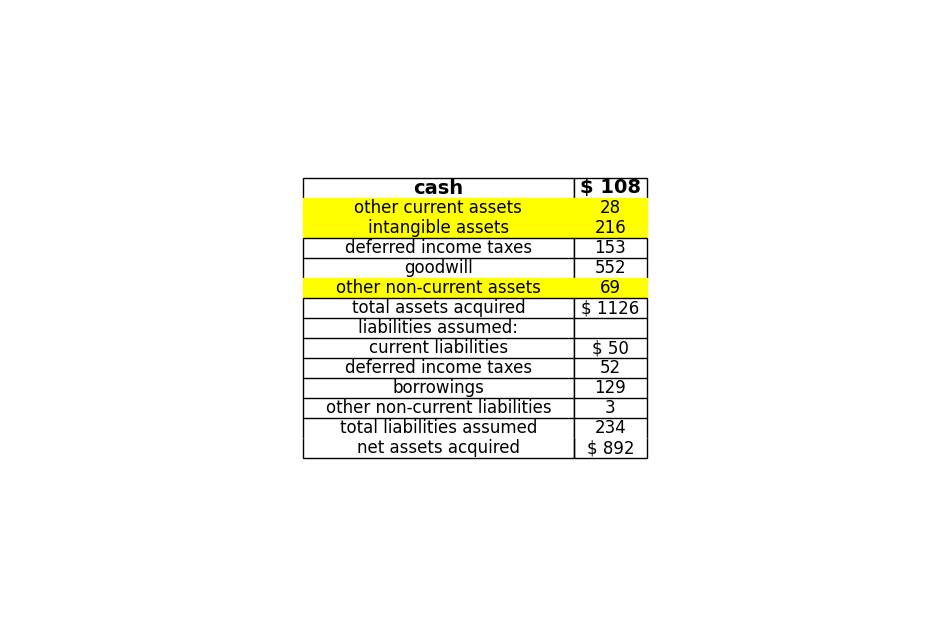 cash $ 108
other current assets 28
intangible assets 216
deferred income taxes 153
goodwill 552
other non-current assets 69
total assets acquired $ 1126
liabilities assumed:
current liabilities $ 50
deferred income taxes 52
borrowings 129
other non-current liabilities 3
total liabilities assumed 234
net assets acquired $ 892